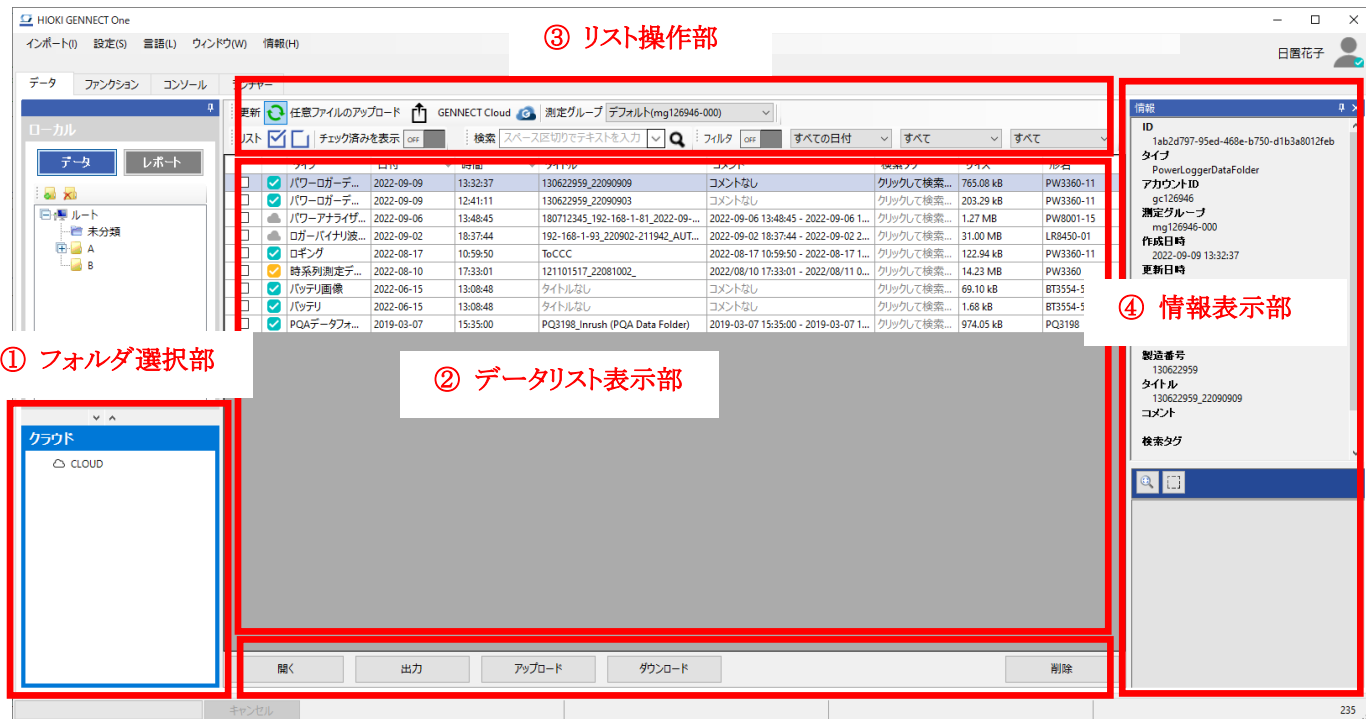 HIOKI GENNECT One
インポート(I) 設定(S) 言語(L) ウィンドウ(W) 情報(H)
③ リスト操作部
日置花子
データ ファンクション コンソール
ローカル
データ レポート
ルート
未分類
A
B
① フォルダ選択部
クラウド
CLOUD
更新 任意ファイルのアップロード GENNECT Cloud 測定グループ デフォルト(mg126946-000)
リスト チェック済みを表示 OFF 検索 スペース区切りでテキストを入力 フィルタ OFF すべての日付 すべて すべて
タイプ 日付 時間 タイトル コメント 検索タグ サイズ 形名
パワーロガーデ... 2022-09-09 13:32:37 130622959_22090909 コメントなし クリックして検索... 765.08 kB PW3360-11
パワーロガーデ... 2022-09-09 12:41:11 130622959_22090903 コメントなし クリックして検索... 203.29 kB PW3360-11
パワーアナライザ... 2022-09-06 13:48:45 180712345_192-168-1-81_2022-09-... 2022-09-06 13:48:45 - 2022-09-06 1... クリックして検索... 1.27 MB PW8001-15
ロガーバイナリ波... 2022-09-02 18:37:44 192-168-1-93_220902-211942_AUT... 2022-09-02 18:37:44 - 2022-09-02 2... クリックして検索... 31.00 MB LR8450-01
ロギング 2022-08-17 10:59:50 ToCCC 2022-08-17 10:59:50 - 2022-08-17 1... クリックして検索... 122.94 kB PW3360-11
時系列測定デ... 2022-08-10 17:33:01 121101517_22081002_ 2022/08/10 17:33:01 - 2022/08/11 0... クリックして検索... 14.23 MB PW3360
バッテリ画像 2022-06-15 13:08:48 タイトルなし コメントなし クリックして検索... 69.10 kB BT3554-5
バッテリ 2022-06-15 13:08:48 タイトルなし コメントなし クリックして検索... 1.68 kB BT3554-5
PQAデータフォ... 2019-03-07 15:35:00 PQ3198_Inrush (PQA Data Folder) 2019-03-07 15:35:00 - 2019-03-07 1... クリックして検索... 974.05 kB PQ3198
② データリスト表示部
開く 出力 アップロード ダウンロード 削除
情報
ID
1ab2d797-95ed-468e-b750-d1b3a8012feb
タイプ
PowerLoggerDataFolder
アカウントID
gc126946
測定グループ
mg126946-000
作成日時
2022-09-09 13:32:37
更新日時
④ 情報表示部
製造番号
130622959
タイトル
130622959_22090909
コメント
検索タグ
キャンセル
235